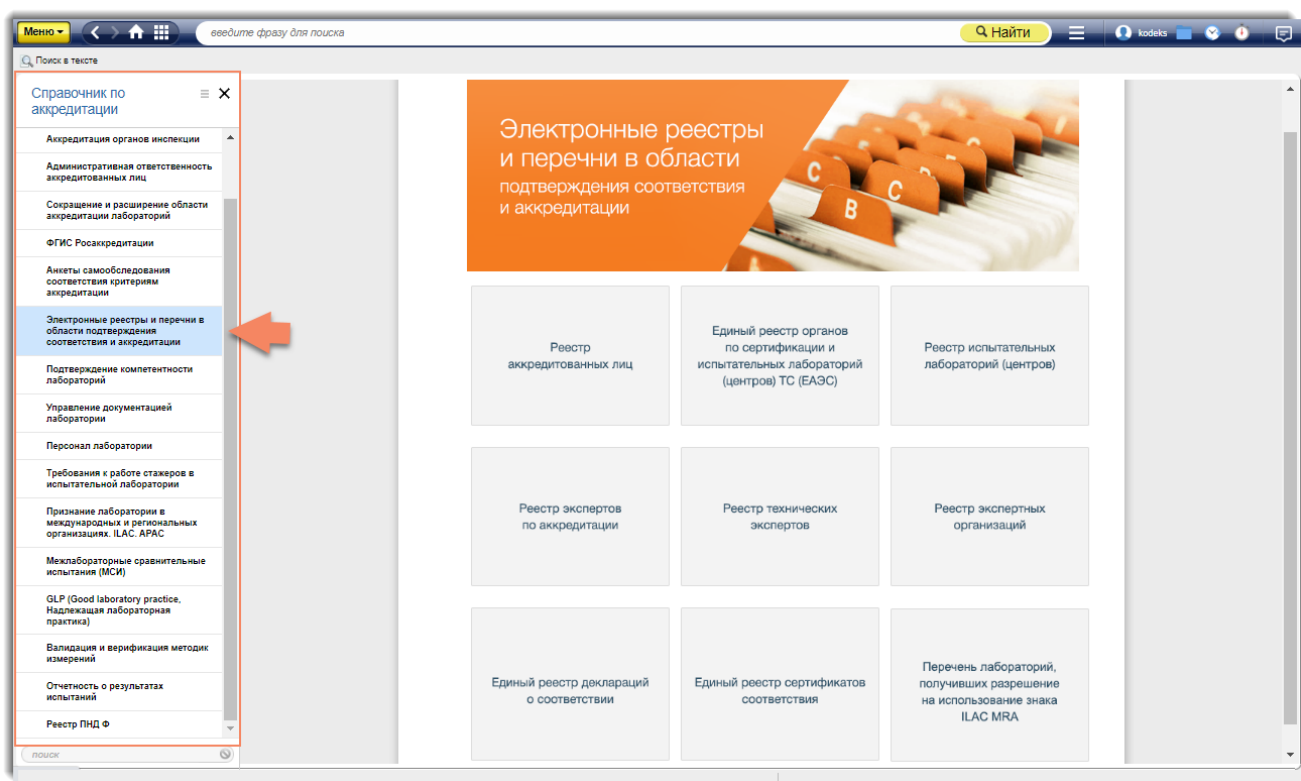 Меню
введите фразу для поиска
Найти
kodeks
Поиск в тексте
Справочник по
аккредитации
Аккредитация органов инспекции
Административная ответственность
аккредитованных лиц
Сокращение и расширение области
аккредитации лабораторий
ФГИС Росаккредитации
Анкеты самообследования
соответствия критериям
аккредитации
Электронные реестры и перечни в
области подтверждения
соответствия и аккредитации
Подтверждение компетентности
лабораторий
Управление документацией
лаборатории
Персонал лаборатории
Требования к работе стажеров в
испытательной лаборатории
Признание лаборатории в
международных и региональных
организациях. ILAC. APAC
Межлабораторные сравнительные
испытания (МСИ)
GLP (Good laboratory practice,
Надлежащая лабораторная
практика)
Валидация и верификация методик
измерений
Отчетность о результатах
испытаний
Реестр ПНД Ф
поиск
Электронные реестры
и перечни в области
подтверждения соответствия
и аккредитации
C
C
B
Реестр
аккредитованных лиц
Единый реестр органов
по сертификации и
испытательных лабораторий
(центров) ТС (ЕАЭС)
Реестр испытательных
лабораторий (центров)
Реестр экспертов
по аккредитации
Реестр технических
экспертов
Реестр экспертных
организаций
Единый реестр деклараций
о соответствии
Единый реестр сертификатов
соответствия
Перечень лабораторий,
получивших разрешение
на использование знака
ILAC MRA